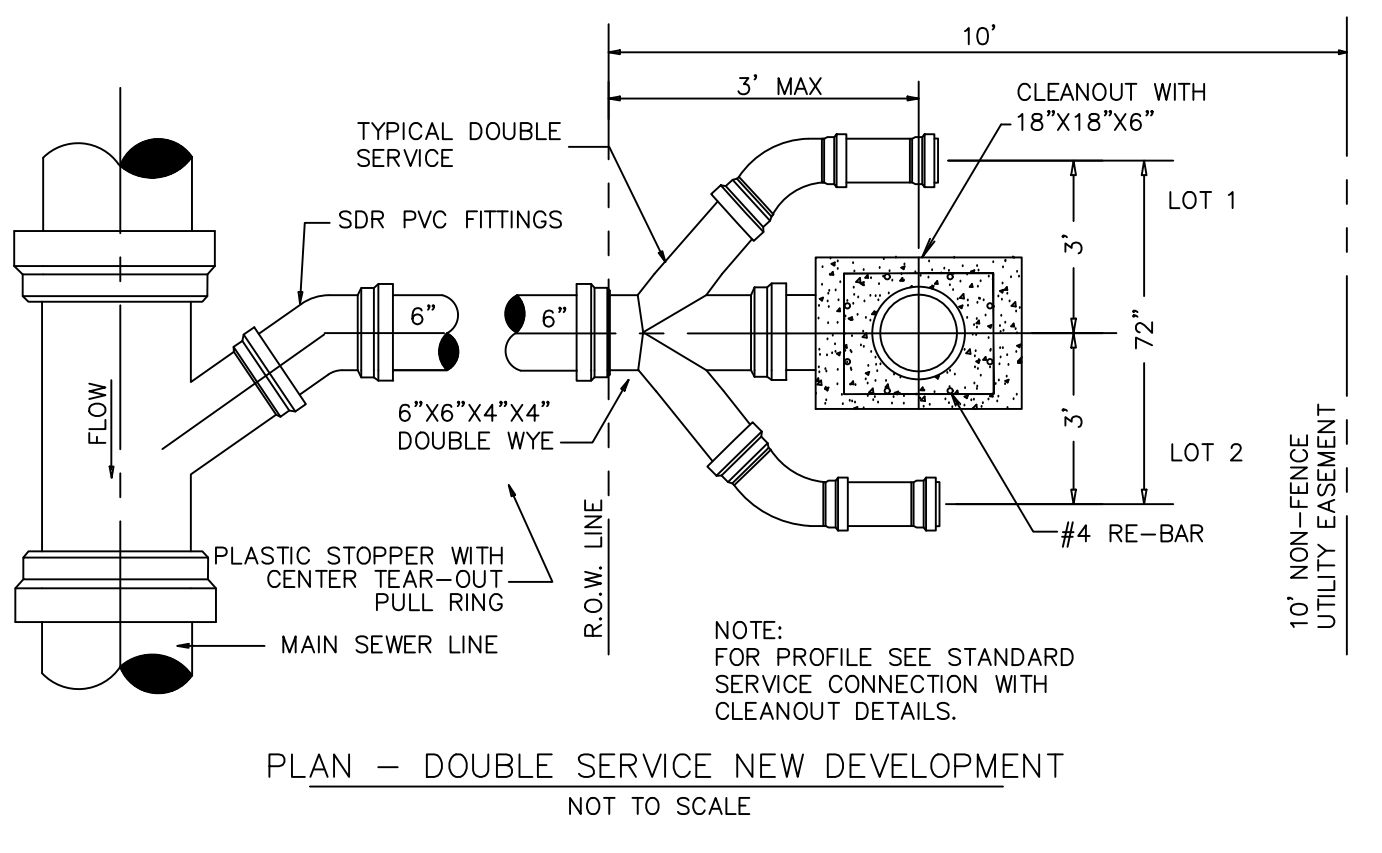 10'
3' MAX
CLEANOUT WITH
18"X18"X6"
TYPICAL DOUBLE
SERVICE
LOT 1
SDR PVC FITTINGS
3'
6"
6"
72"
FLOW
6"X6"X4"X4"
DOUBLE WYE
3'
LOT 2
#4 RE-BAR
10' NON-FENCE
UTILITY EASEMENT
R.O.W. LINE
PLASTIC STOPPER WITH
CENTER TEAR-OUT
PULL RING
MAIN SEWER LINE
NOTE:
FOR PROFILE SEE STANDARD
SERVICE CONNECTION WITH
CLEANOUT DETAILS.
PLAN - DOUBLE SERVICE NEW DEVELOPMENT
NOT TO SCALE